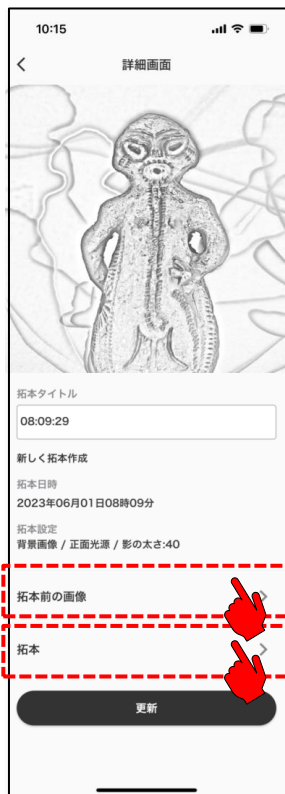 10:15
詳細画面
拓本タイトル
08:09:29
新しく拓本作成
拓本日時
2023年06月01日08時09分
拓本設定
背景画像 / 正面光源 / 影の太さ:40
拓本前の画像
拓本
更新